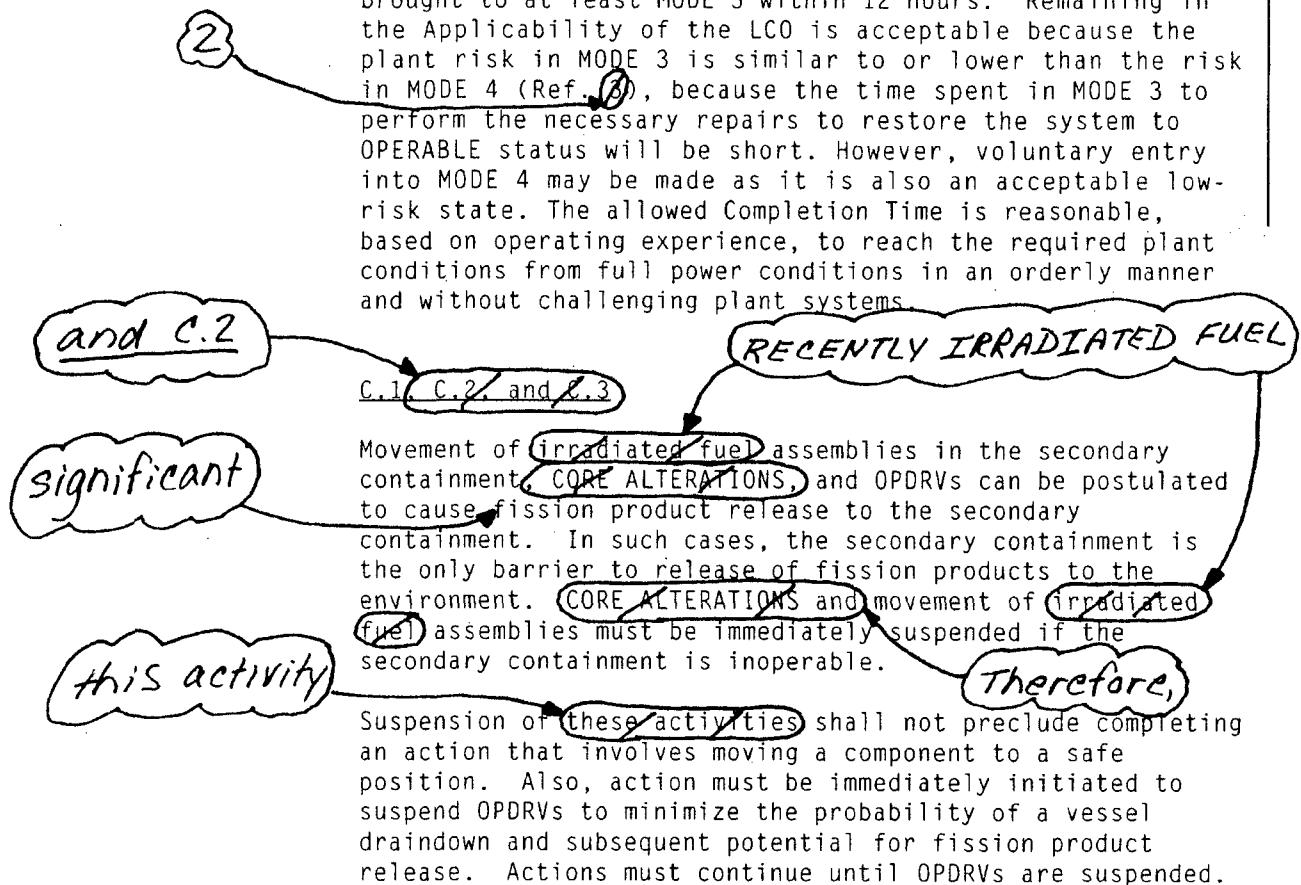 brought to at least MODE 3 within 12 hours. Remaining in
2
the Applicability of the LCO is acceptable because the
plant risk in MODE 3 is similar to or lower than the risk
in MODE 4 (Ref. 3), because the time spent in MODE 3 to
perform the necessary repairs to restore the system to
OPERABLE status will be short. However, voluntary entry
into MODE 4 may be made as it is also an acceptable low-
risk state. The allowed Completion Time is reasonable,
based on operating experience, to reach the required plant
conditions from full power conditions in an orderly manner
and without challenging plant systems.
and C.2
RECENTLY IRRADIATED FUEL
C.1, C.2, and C.3
Movement of irradiated fuel assemblies in the secondary
significant
containment, CORE ALTERATIONS, and OPDRVs can be postulated
to cause fission product release to the secondary
containment. In such cases, the secondary containment is
the only barrier to release of fission products to the
environment. CORE ALTERATIONS and movement of irradiated
fuel assemblies must be immediately suspended if the
secondary containment is inoperable.
this activity
Therefore,
Suspension of these activities shall not preclude completing
an action that involves moving a component to a safe
position. Also, action must be immediately initiated to
suspend OPDRVs to minimize the probability of a vessel
draindown and subsequent potential for fission product
release. Actions must continue until OPDRVs are suspended.